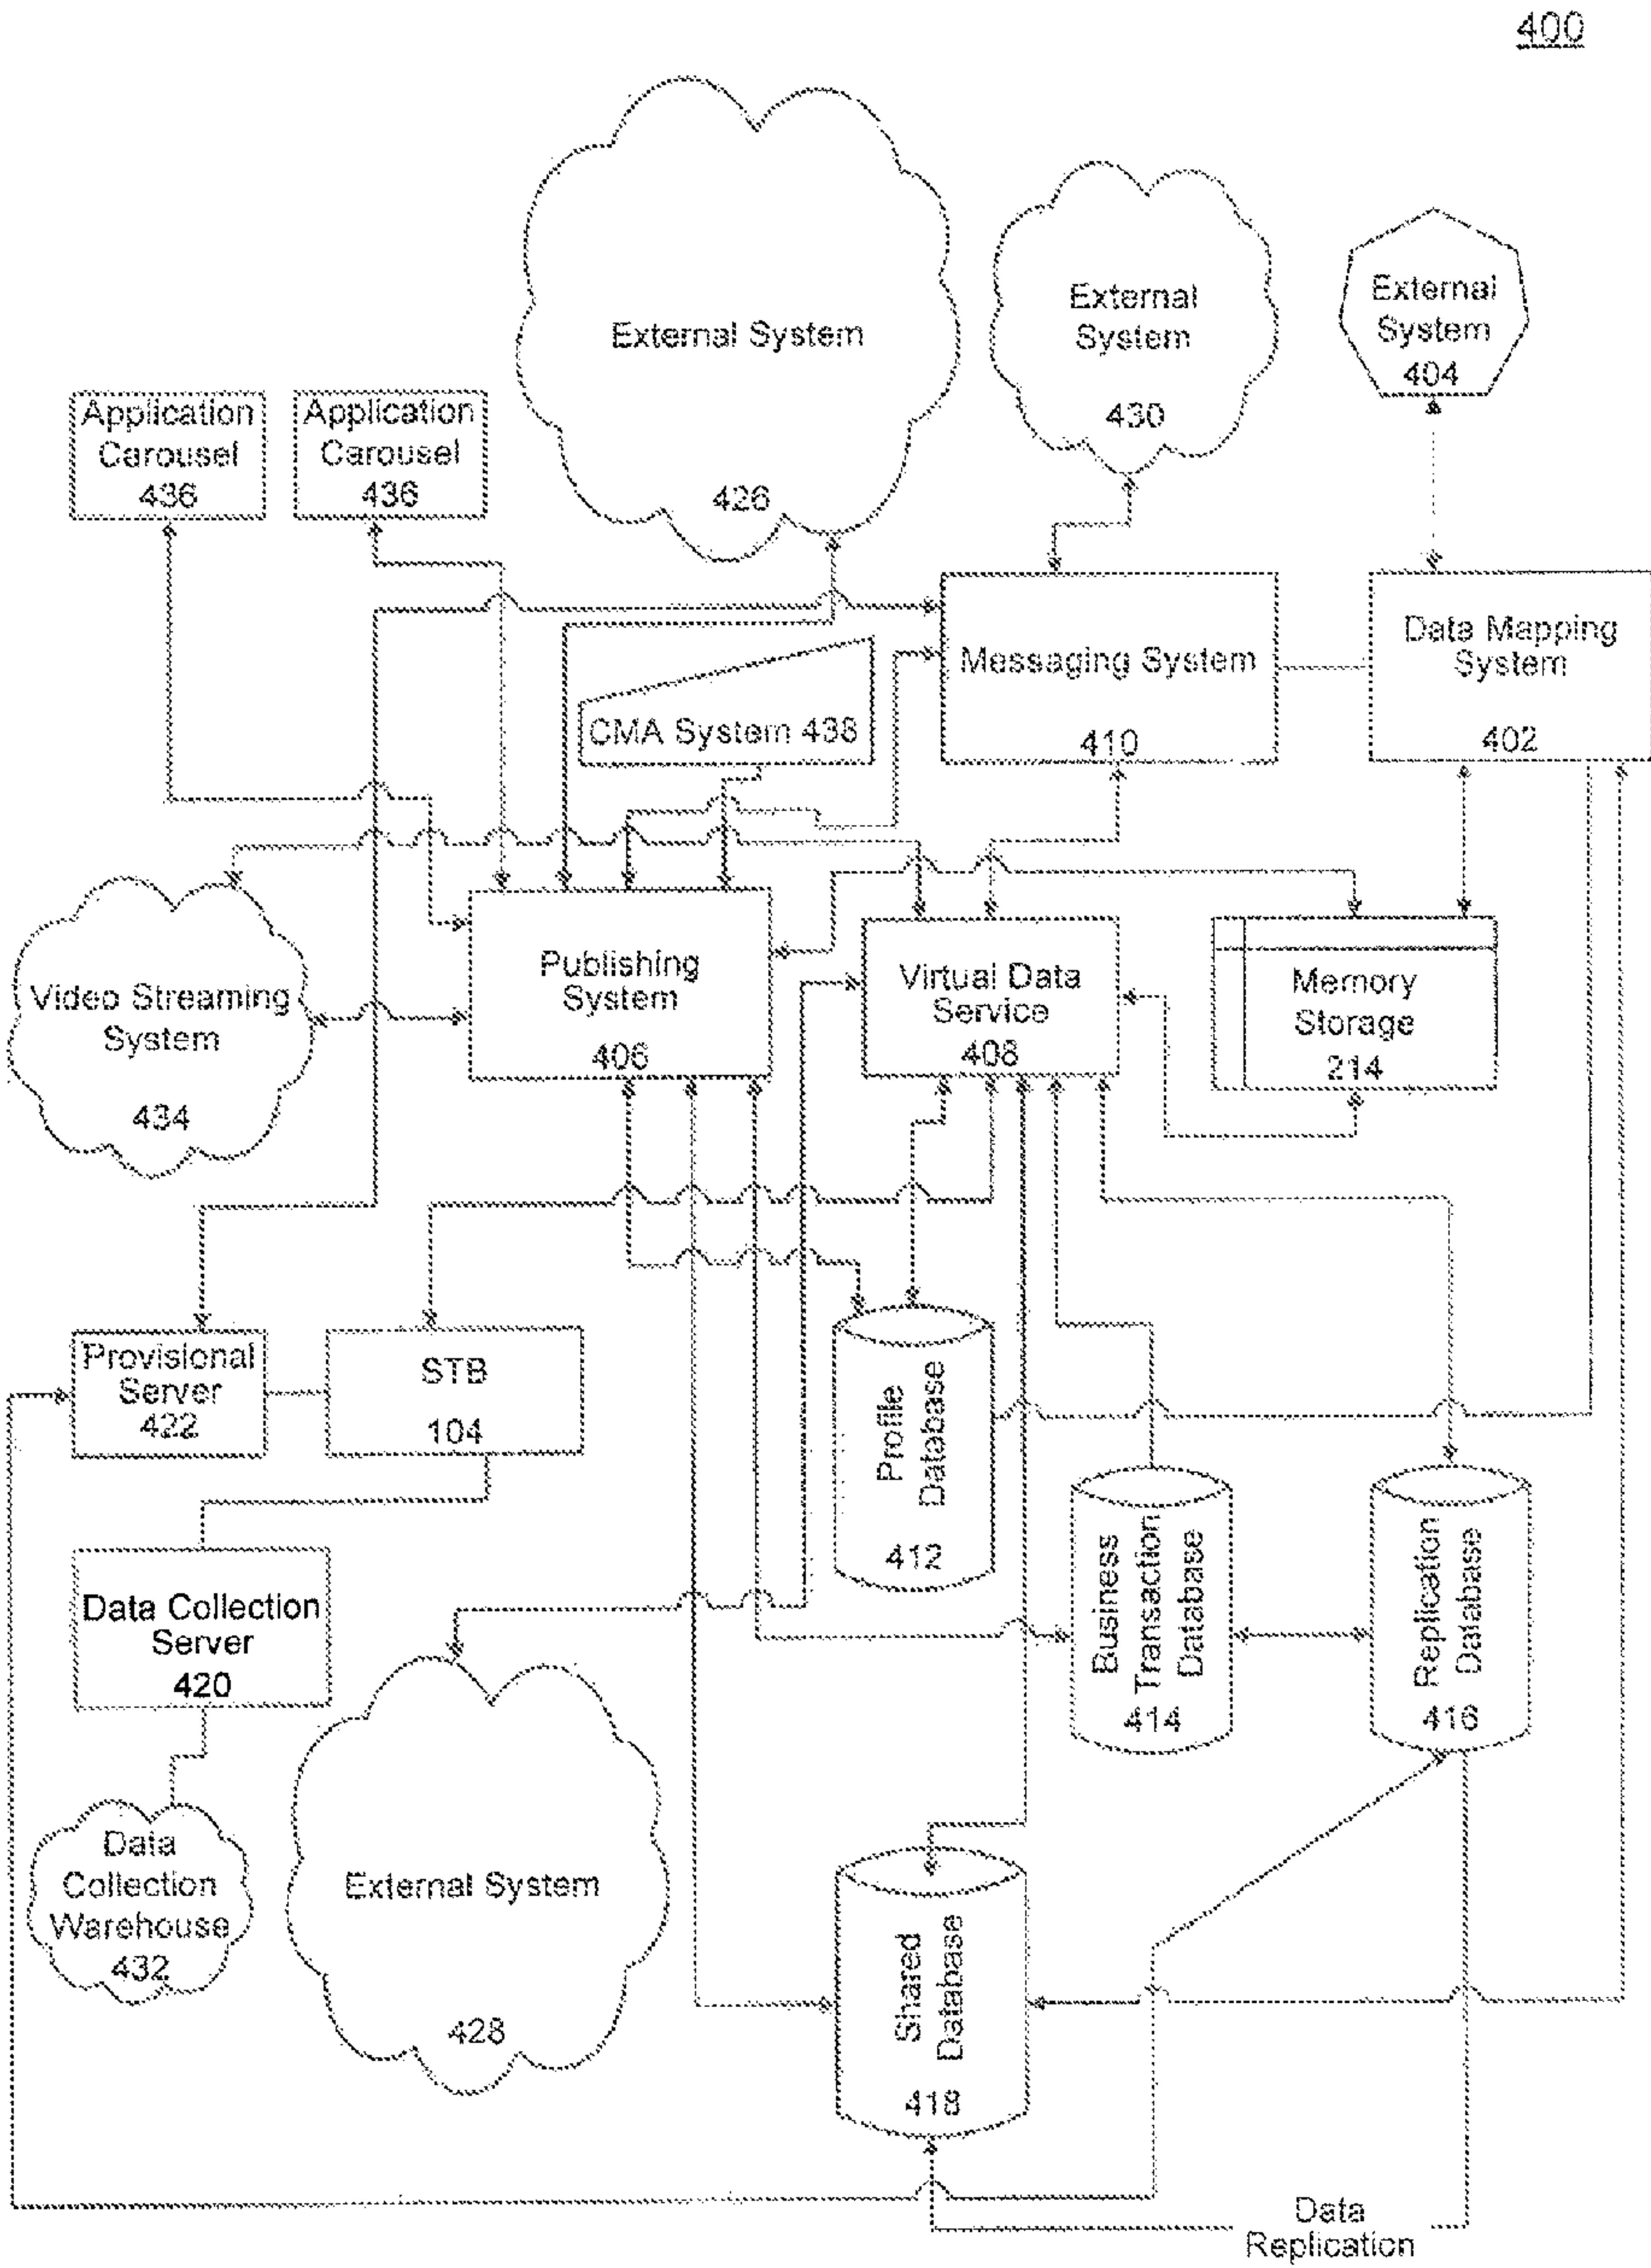 400
External System
426
External
System
430
External
System
404
Application
Carousel
436
Application
Carousel
436
Messaging System
410
Data Mapping
System
402
CMA System 438
Video Streaming
System
434
Publishing
System
406
Virtual Data
Service
408
Memory
Storage
214
Provisional
Server
422
STB
104
Profile
Database
412
Business
Transaction
Database
414
Replication
Database
416
Data Collection
Server
420
Data
Collection
Warehouse
432
External System
428
Shared
Database
418
Data
Replication